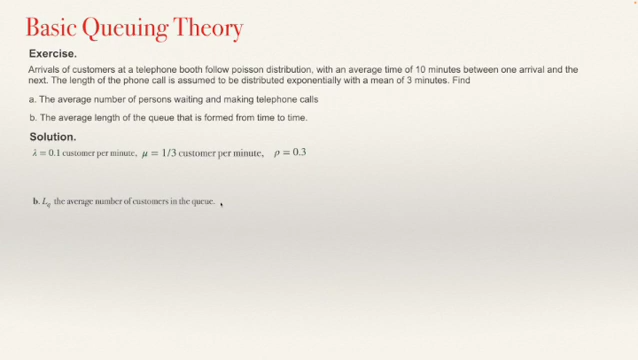 Basic Queuing Theory
Exercise.
Arrivals of customers at a telephone booth follow poisson distribution, with an average time of 10 minutes between one arrival and the
next. The length of the phone call is assumed to be distributed exponentially with a mean of 3 minutes. Find
a. The average number of persons waiting and making telephone calls
b. The average length of the queue that is formed from time to time.
Solution.
λ = 0.1 customer per minute, μ = 1/3 customer per minute, ρ = 0.3
b. L_q the average number of customers in the queue.